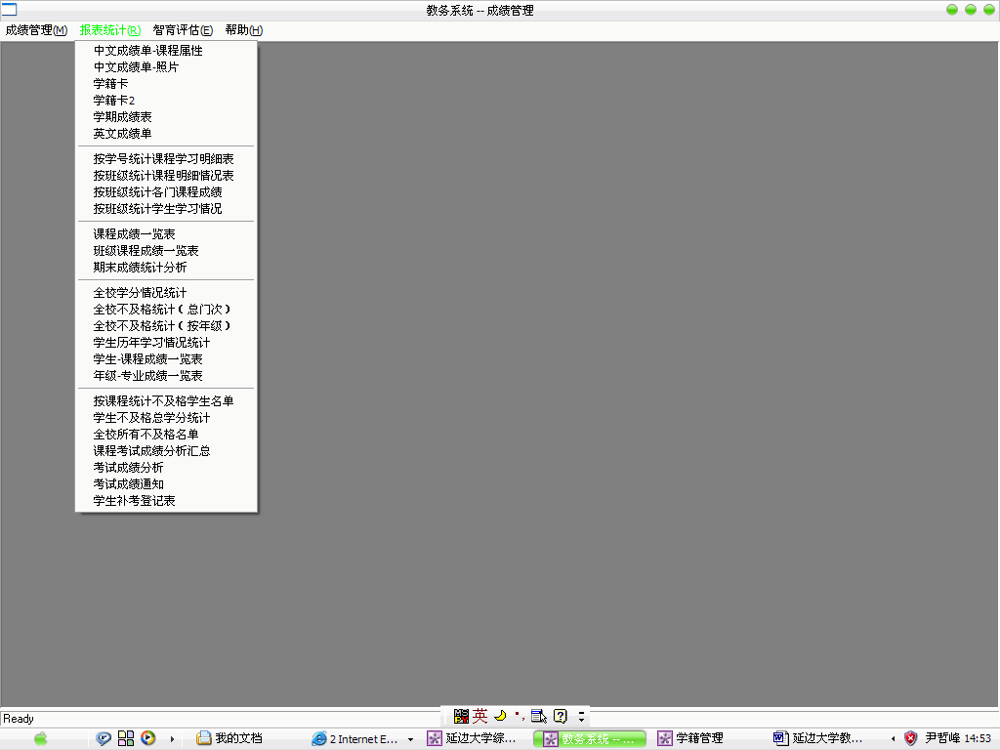 教务系统 -- 成绩管理
成绩管理(M) 报表统计(R) 智育评估(E) 帮助(H)
中文成绩单-课程属性
中文成绩单-照片
学籍卡
学籍卡2
学期成绩表
英文成绩单
按学号统计课程学习明细表
按班级统计课程明细情况表
按班级统计各门课程成绩
按班级统计学生学习情况
课程成绩一览表
班级课程成绩一览表
期末成绩统计分析
全校学分情况统计
全校不及格统计（总门次）
全校不及格统计（按年级）
学生历年学习情况统计
学生-课程成绩一览表
年级-专业成绩一览表
按课程统计不及格学生名单
学生不及格总学分统计
全校所有不及格名单
课程考试成绩分析汇总
考试成绩分析
考试成绩通知
学生补考登记表
Ready
英
我的文档 2 Internet E... 延边大学综... 教务系统 -- ... 学籍管理 延边大学教... 尹哲峰 14:53